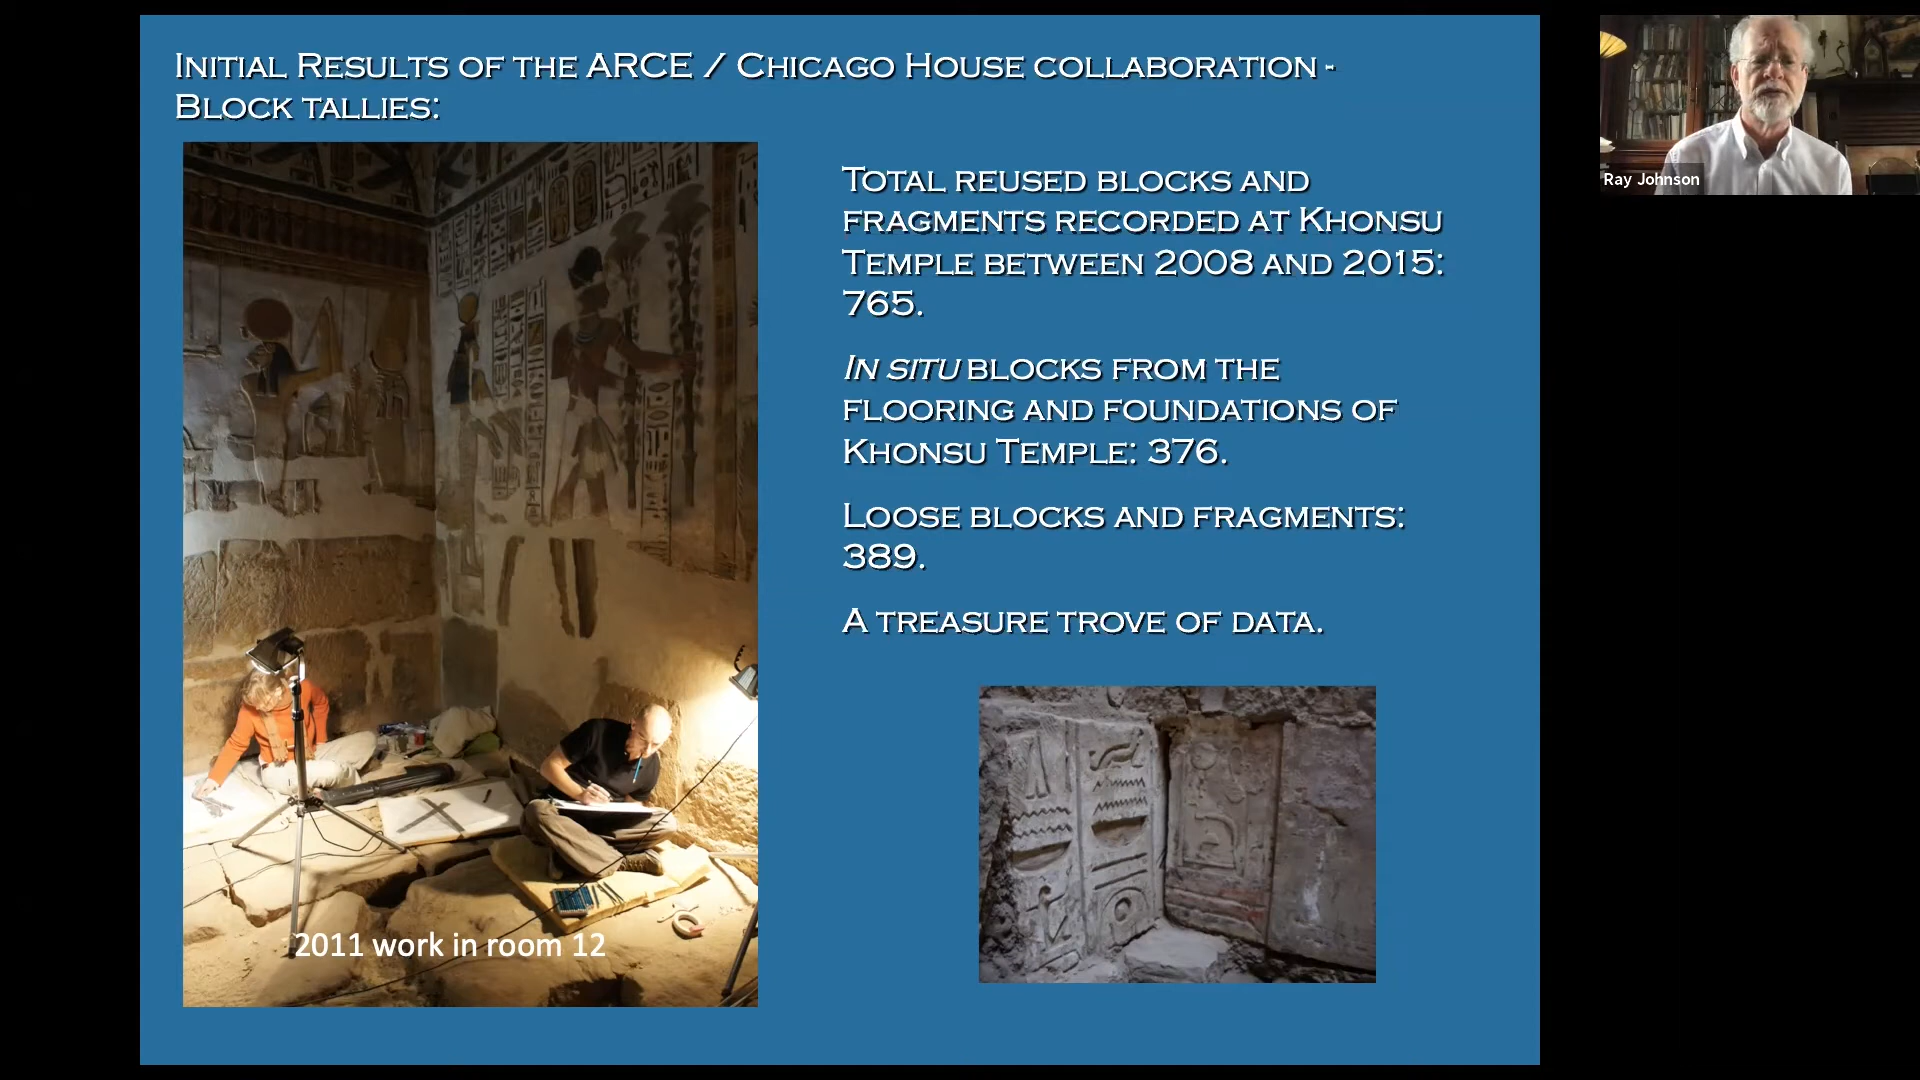 Initial Results of the ARCE / Chicago House collaboration -
Block tallies:
Total reused blocks and
fragments recorded at Khonsu
Temple between 2008 and 2015:
765.
In situ blocks from the
flooring and foundations of
Khonsu Temple: 376.
Loose blocks and fragments:
389.
A treasure trove of data.
2011 work in room 12
Ray Johnson